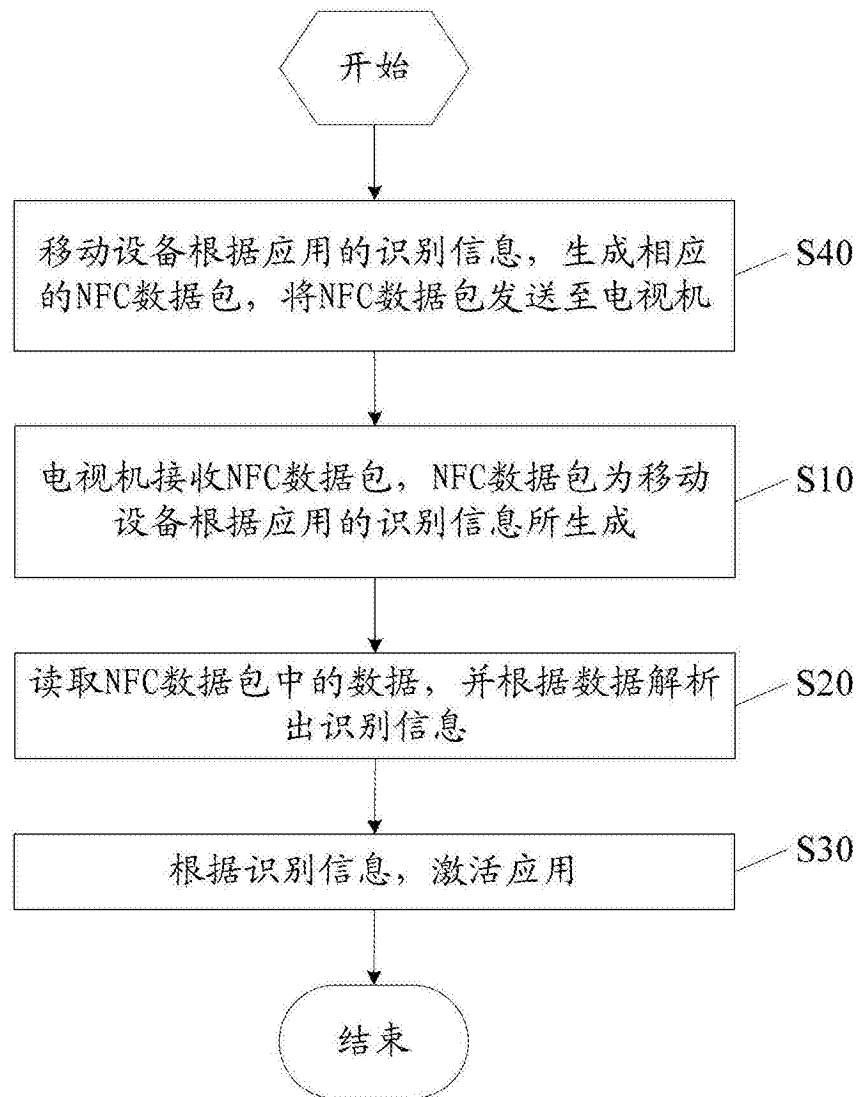 开始
移动设备根据应用的识别信息，生成相应
的NFC数据包，将NFC数据包发送至电视机
S40
电视机接收NFC数据包，NFC数据包为移动
设备根据应用的识别信息所生成
S10
读取NFC数据包中的数据，并根据数据解析
出识别信息
S20
根据识别信息，激活应用
S30
结束